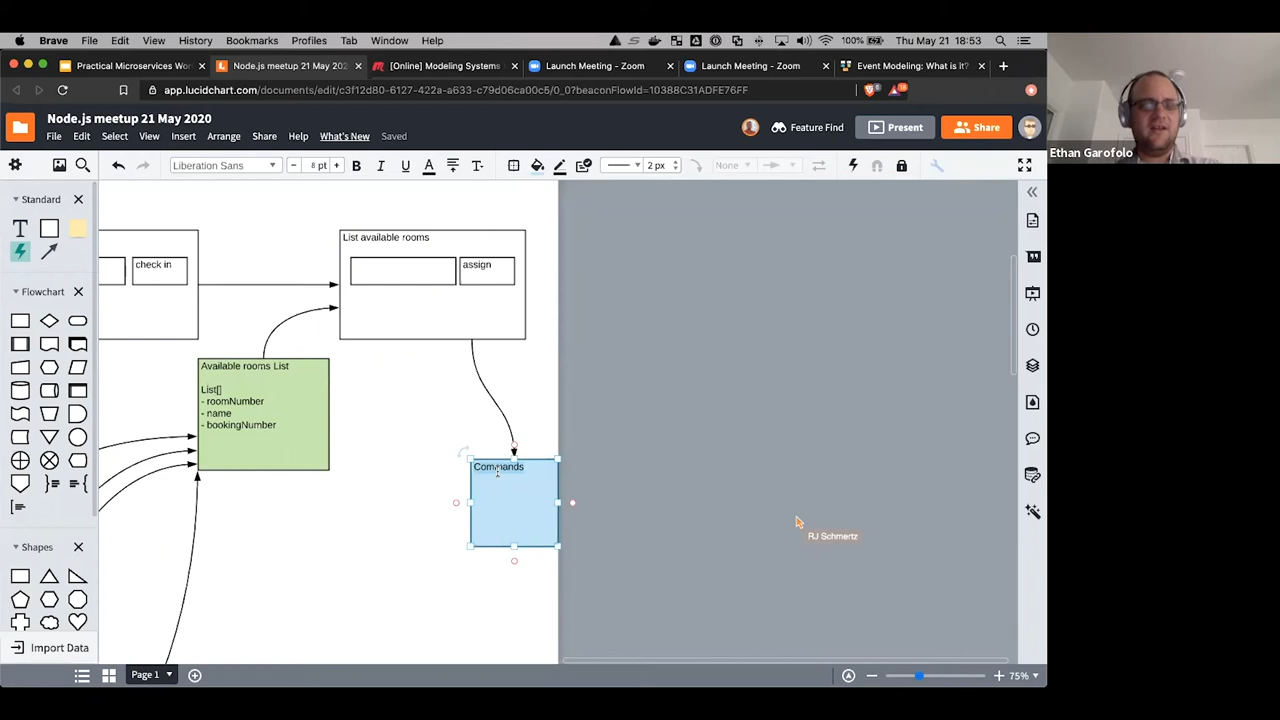 Brave File Edit View History Bookmarks Profiles Tab Window Help
100% Thu May 21 18:53
Practical Microservices Wor
Node.js meetup 21 May 202
[Online] Modeling Systems
Launch Meeting - Zoom
Launch Meeting - Zoom
Event Modeling: What is it?
app.lucidchart.com/documents/edit/c3f12d80-6127-422a-a633-c79d06ca00c5/0_0?beaconFlowId=10388C31ADFE76FF
Node.js meetup 21 May 2020
File Edit Select View Insert Arrange Share Help What's New Saved
Feature Find
Present
Share
Ethan Garofolo
Liberation Sans
8 pt
2 px
None
Standard
List available rooms
check in
assign
Flowchart
Available rooms List
List[]
- roomNumber
- name
- bookingNumber
Commands
RJ Schmertz
Shapes
Import Data
Page 1
75%